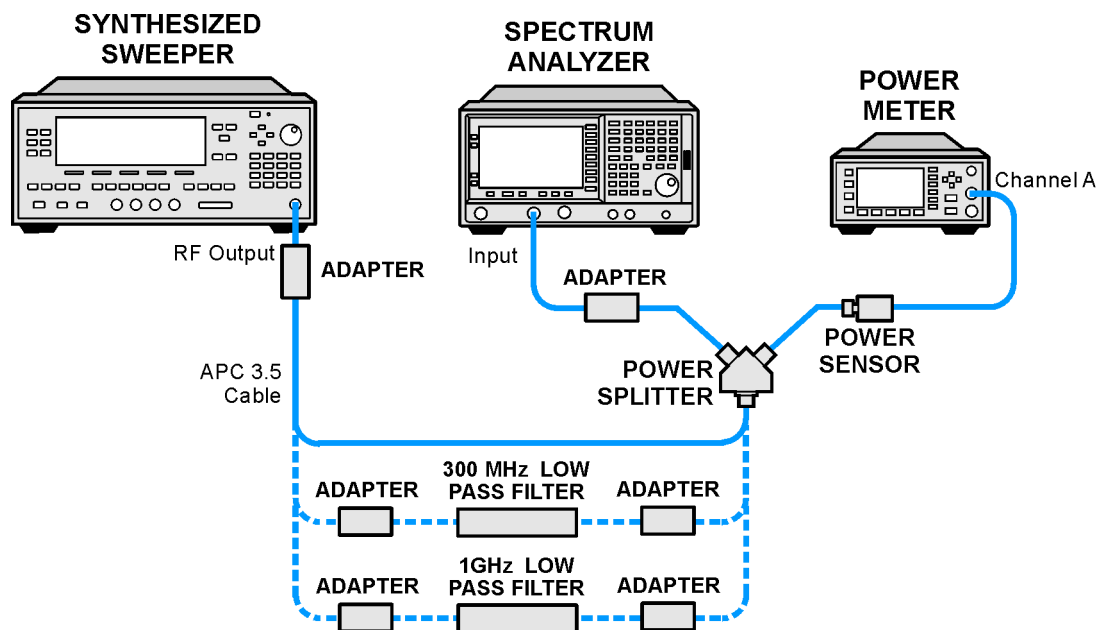 SYNTHESIZED
SWEEPER
SPECTRUM
ANALYZER
POWER
METER
Channel A
RF Output
ADAPTER
Input
ADAPTER
POWER
SENSOR
APC 3.5
Cable
POWER
SPLITTER
ADAPTER
300 MHz LOW
PASS FILTER
ADAPTER
ADAPTER
1GHz LOW
PASS FILTER
ADAPTER